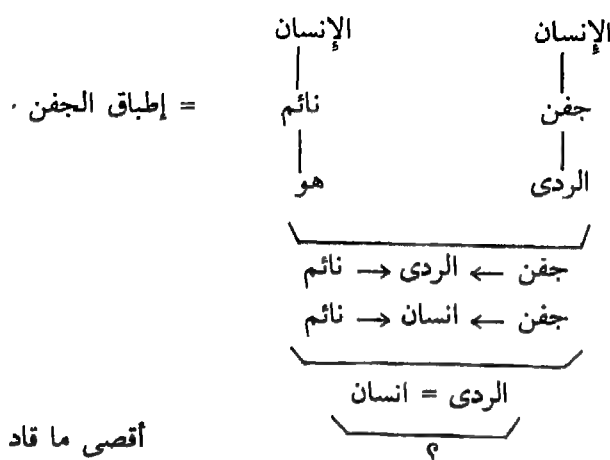 الإنسان الإنسان
جفن نائم = إطباق الجفن .
الردى هو
جفن ← الردى → نائم
جفن ← انسان → نائم
الردى = انسان
أقصى ما قاد ؟